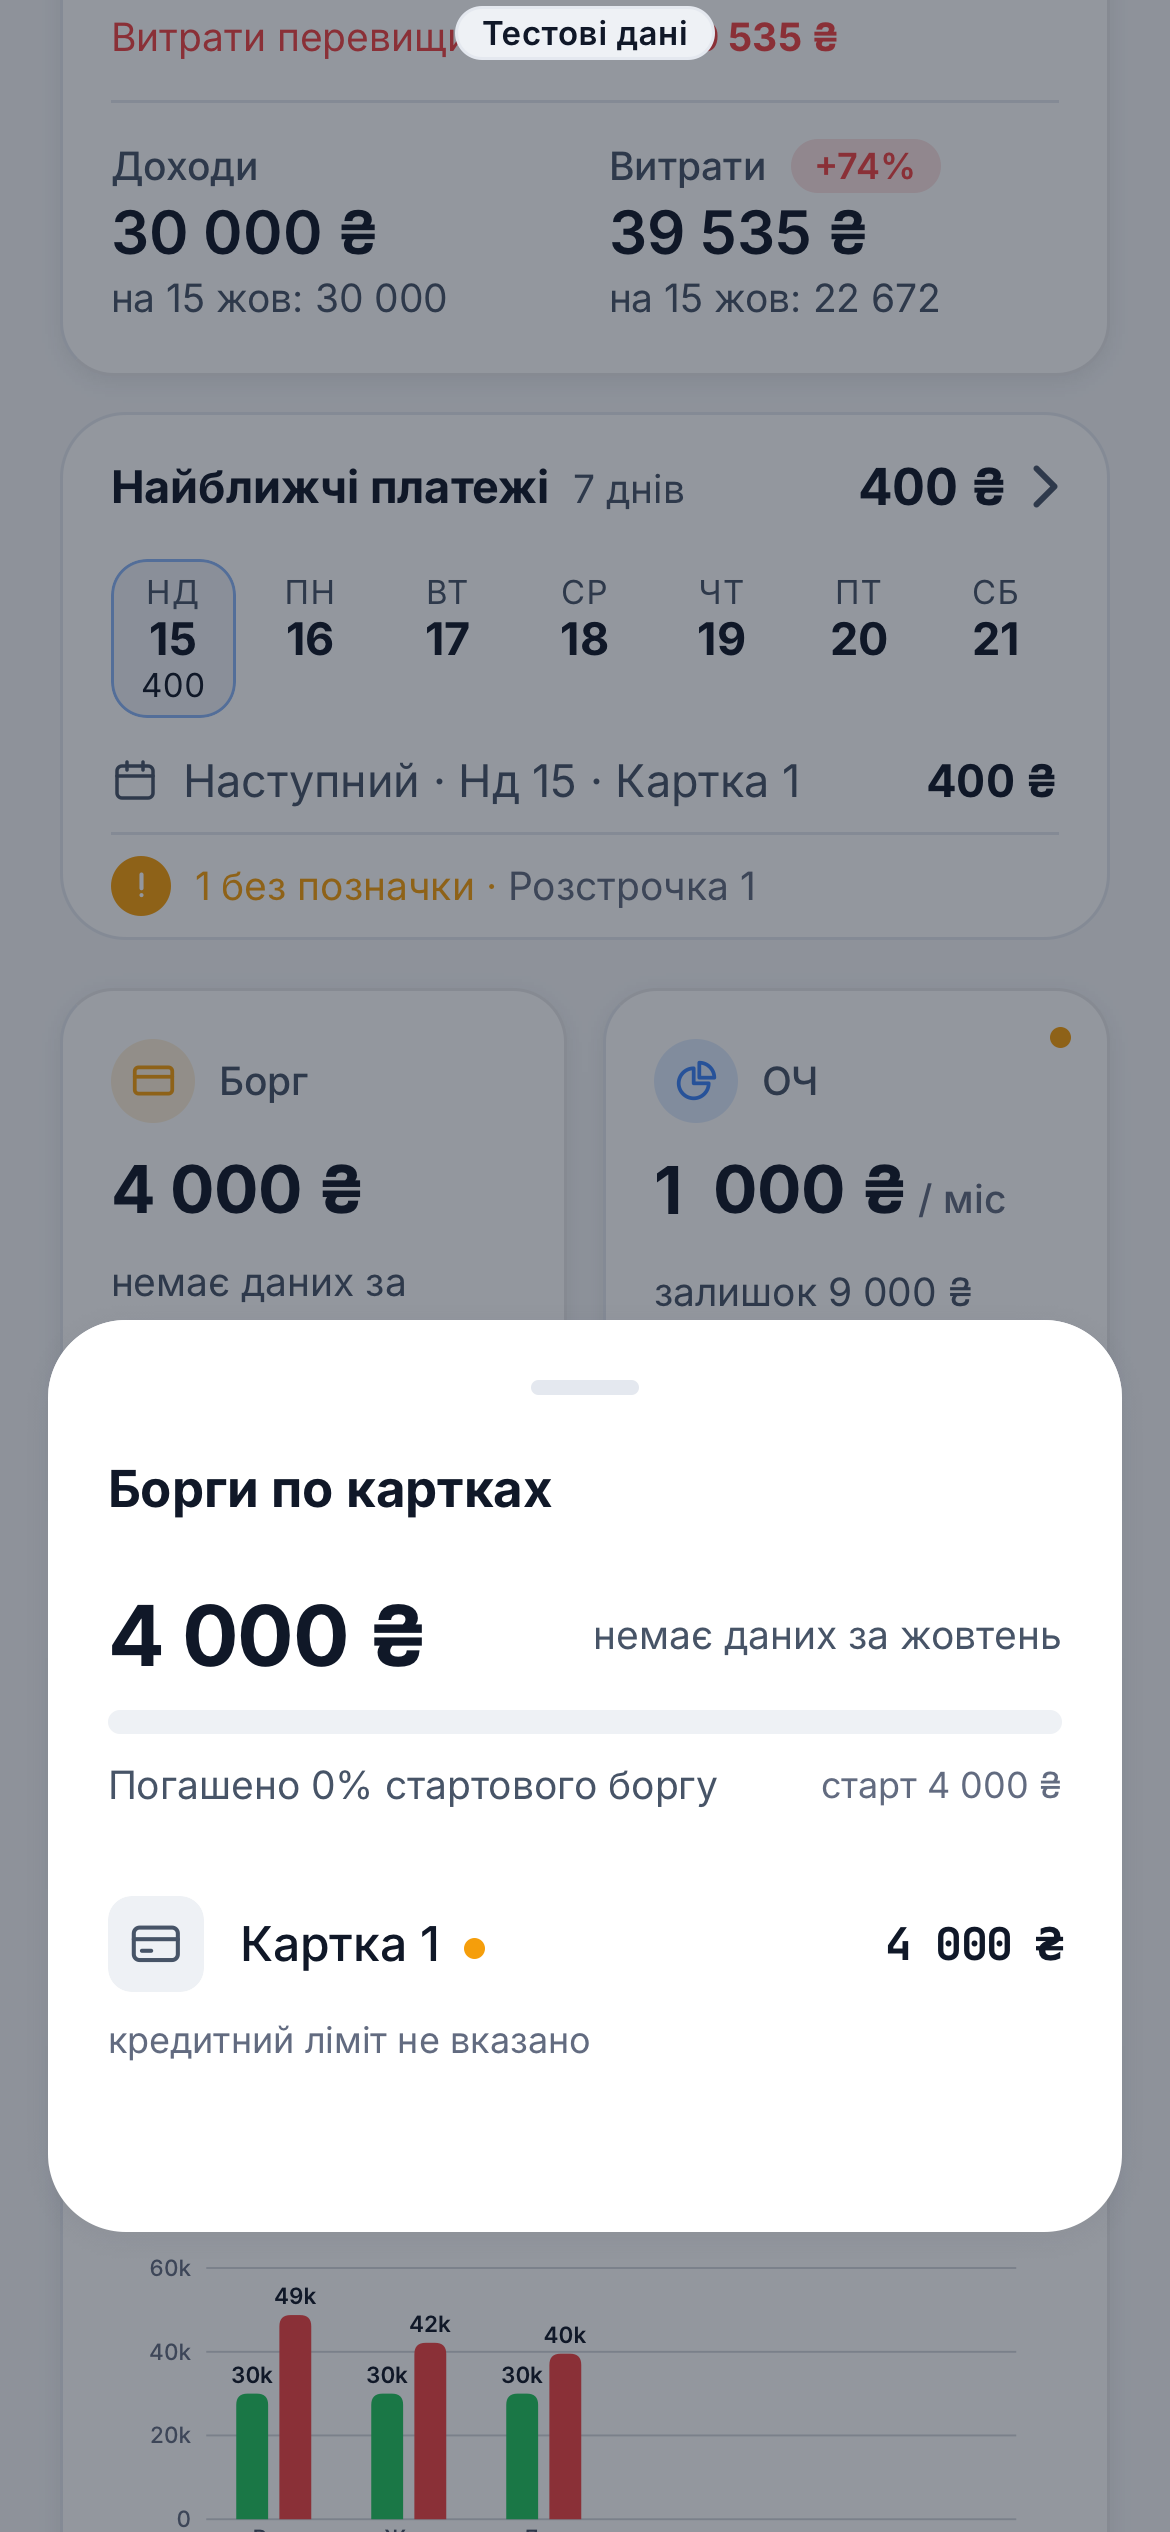 Витрати перевищи
Тестові дані
535 ₴
Доходи
Витрати +74%
30 000 ₴
39 535 ₴
на 15 жов: 30 000
на 15 жов: 22 672
Найближчі платежі 7 днів 400 ₴
НД ПН ВТ СР ЧТ ПТ СБ
15 16 17 18 19 20 21
400
Наступний · Нд 15 · Картка 1 400 ₴
! 1 без позначки · Розстрочка 1
Борг
ОЧ
4 000 ₴
1 000 ₴ / міс
немає даних за
залишок 9 000 ₴
Борги по картках
4 000 ₴ немає даних за жовтень
Погашено 0% стартового боргу старт 4 000 ₴
Картка 1 4 000 ₴
кредитний ліміт не вказано
60k
49k
42k
40k
40k
30k 30k 30k
20k
0